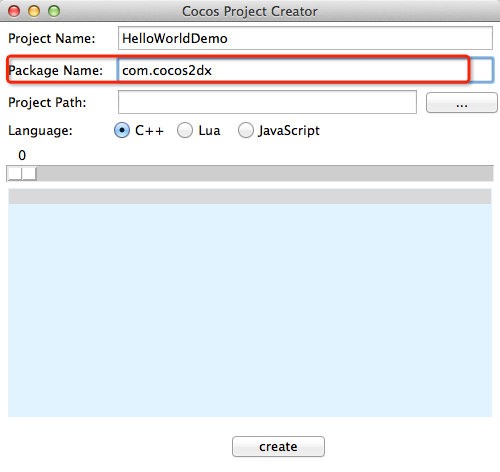 Cocos Project Creator
Project Name: HelloWorldDemo
Package Name: com.cocos2dx
Project Path: ...
Language: C++ Lua JavaScript
0
create